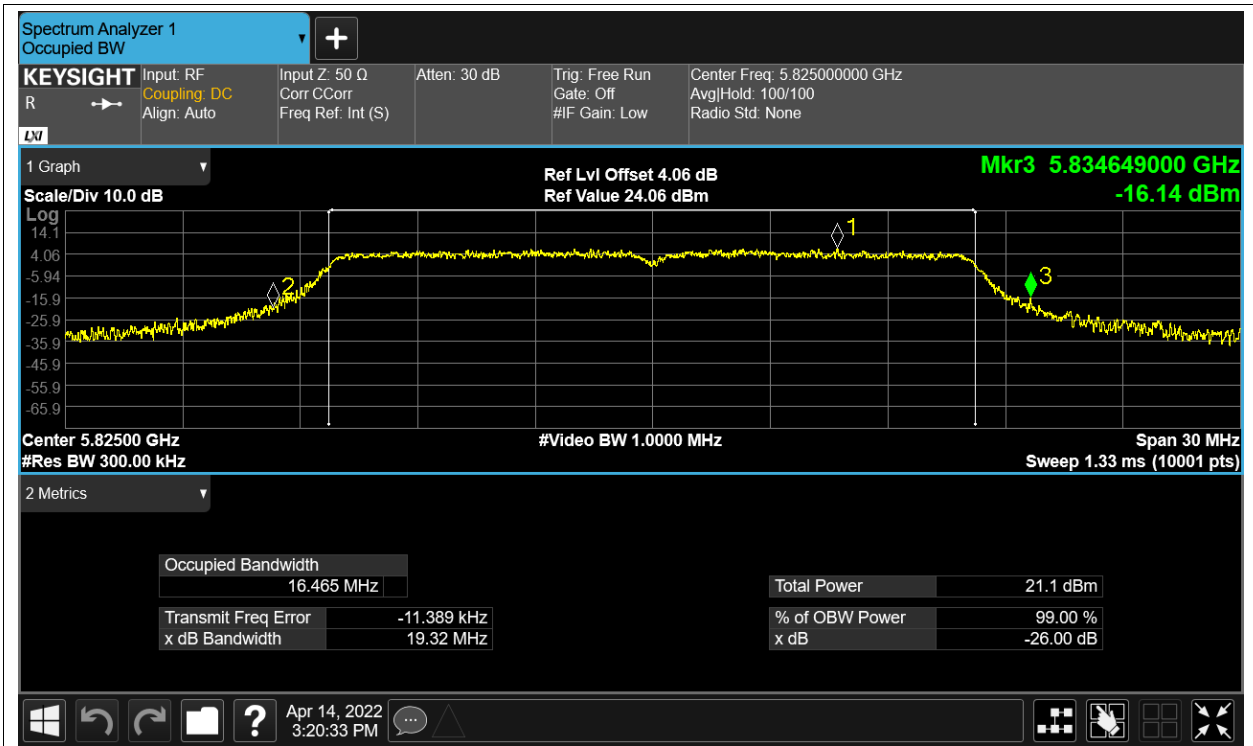 Spectrum Analyzer 1
Occupied BW
KEYSIGHT
R
LXI
Input: RF
Coupling: DC
Align: Auto
Input Z: 50 Ω
Corr CCorr
Freq Ref: Int (S)
Atten: 30 dB
Trig: Free Run
Gate: Off
#IF Gain: Low
Center Freq: 5.825000000 GHz
Avg|Hold: 100/100
Radio Std: None
1 Graph
Scale/Div 10.0 dB
Ref Lvl Offset 4.06 dB
Ref Value 24.06 dBm
Mkr3 5.834649000 GHz
-16.14 dBm
Log
14.1
4.06
-5.94
-15.9
-25.9
-35.9
-45.9
-55.9
-65.9
1
2
3
Center 5.82500 GHz
#Res BW 300.00 kHz
#Video BW 1.0000 MHz
Span 30 MHz
Sweep 1.33 ms (10001 pts)
2 Metrics
Occupied Bandwidth
16.465 MHz
Transmit Freq Error -11.389 kHz
x dB Bandwidth 19.32 MHz
Total Power 21.1 dBm
% of OBW Power 99.00 %
x dB -26.00 dB
?
Apr 14, 2022
3:20:33 PM